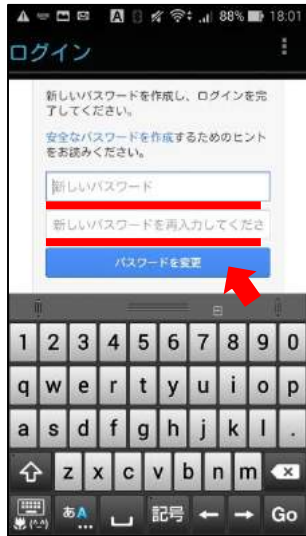 88% 18:01
ログイン
新しいパスワードを作成し、ログインを完
了してください。
安全なパスワードを作成するためのヒント
をお読みください。
新しいパスワード
新しいパスワードを再入力してくださ
パスワードを変更
1 2 3 4 5 6 7 8 9 0
q w e r t y u i o p
a s d f g h j k l .
z x c v b n m
あA 記号 ← → Go
(^^) ...